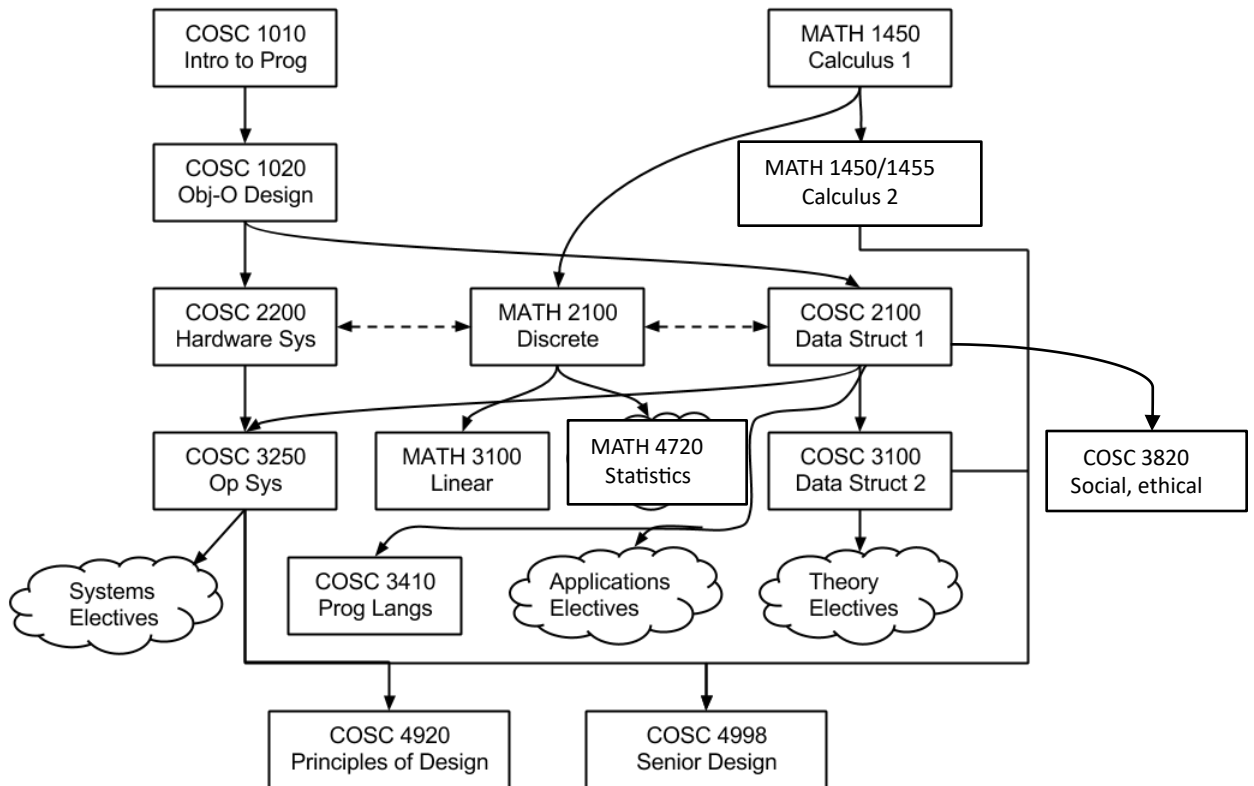 COSC 1010
Intro to Prog
MATH 1450
Calculus 1
COSC 1020
Obj-O Design
MATH 1450/1455
Calculus 2
COSC 2200
Hardware Sys
MATH 2100
Discrete
COSC 2100
Data Struct 1
COSC 3250
Op Sys
MATH 3100
Linear
MATH 4720
Statistics
COSC 3100
Data Struct 2
COSC 3820
Social, ethical
Systems
Electives
COSC 3410
Prog Langs
Applications
Electives
Theory
Electives
COSC 4920
Principles of Design
COSC 4998
Senior Design